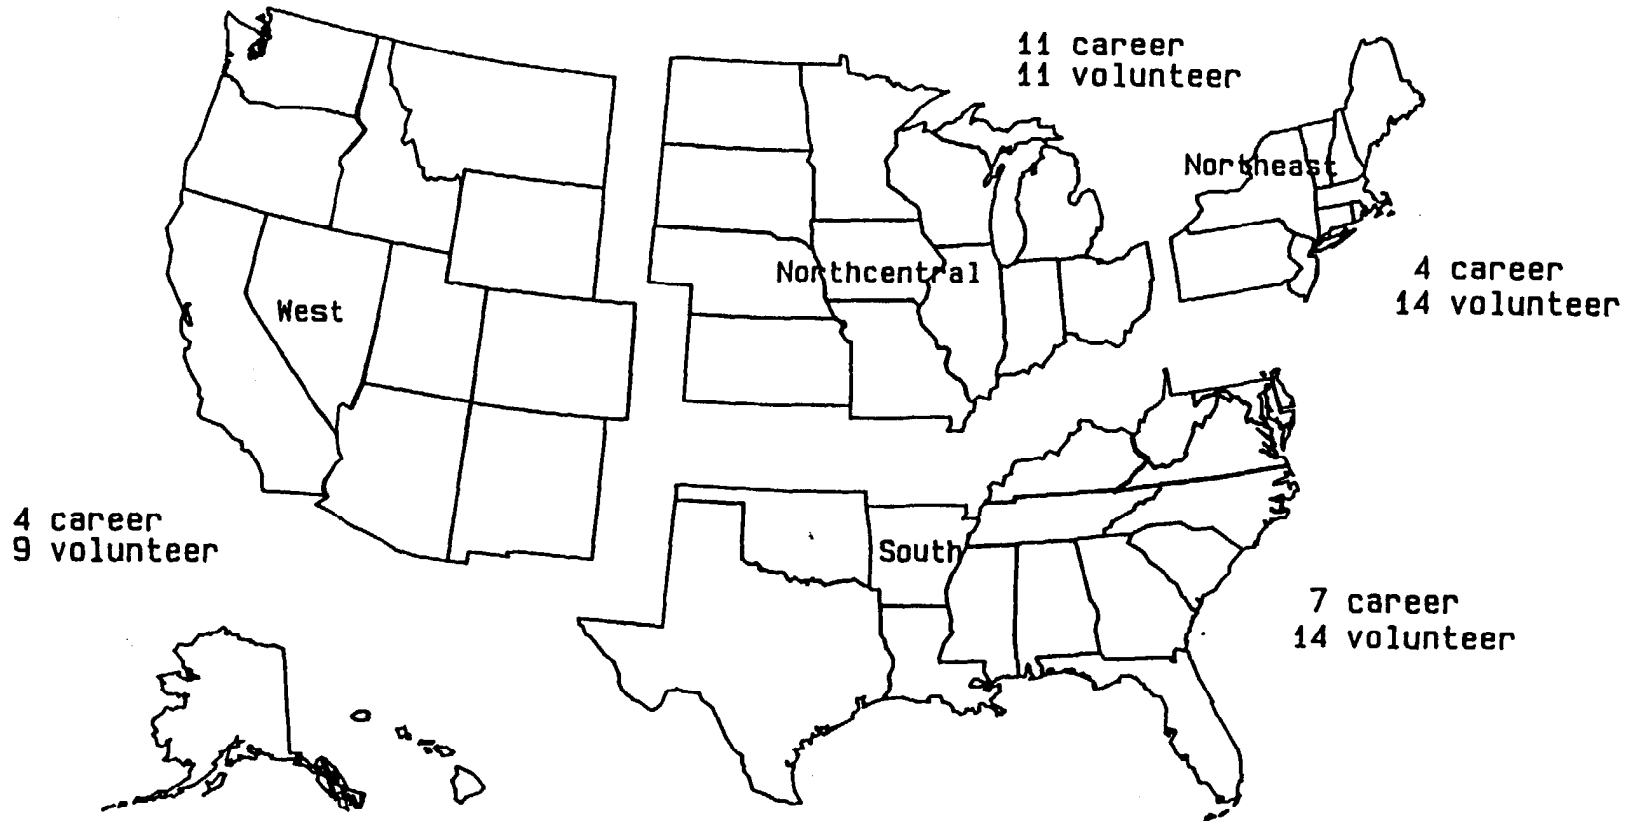 11 career
11 volunteer
Northeast
4 career
14 volunteer
Northcentral
West
4 career
9 volunteer
South
7 career
14 volunteer